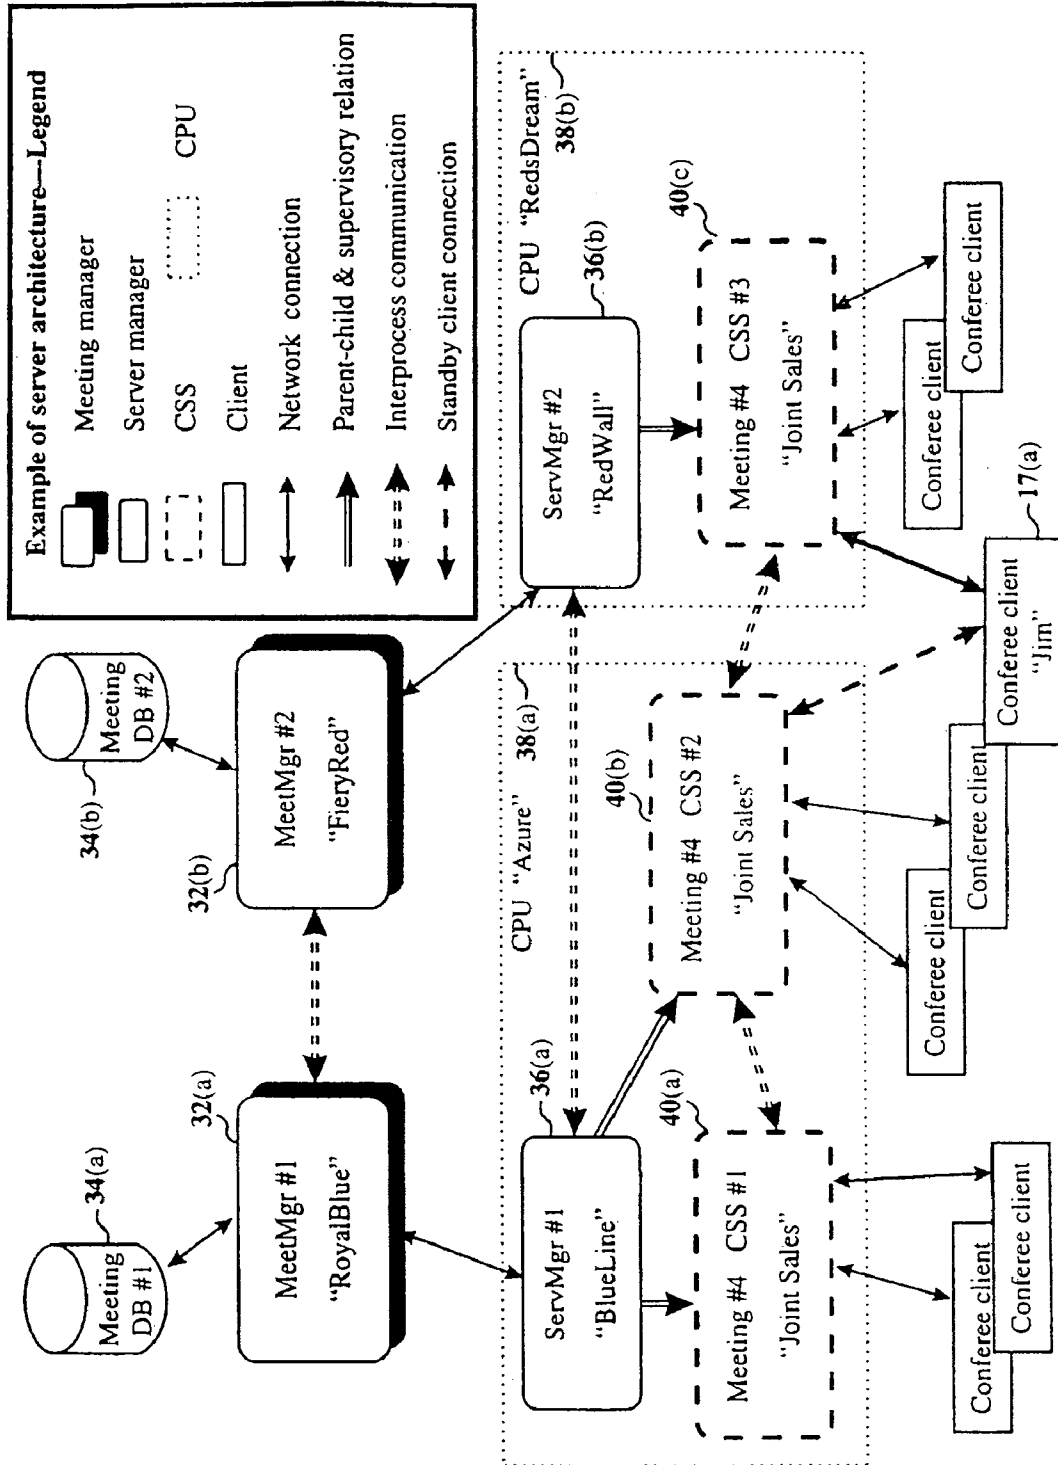 Example of server architecture—Legend
Meeting manager
Server manager
CSS
CPU
Client
Network connection
Parent-child & supervisory relation
Interprocess communication
Standby client connection
Meeting
DB #1
34(a)
Meeting
DB #2
34(b)
MeetMgr #1
"RoyalBlue"
32(a)
MeetMgr #2
"FieryRed"
32(b)
CPU "Azure"
38(a)
CPU "RedsDream"
38(b)
ServMgr #1
"BlueLine"
36(a)
ServMgr #2
"RedWall"
36(b)
Meeting #4 CSS #1
"Joint Sales"
40(a)
Meeting #4 CSS #2
"Joint Sales"
40(b)
Meeting #4 CSS #3
"Joint Sales"
40(c)
Conferee client
Conferee client
Conferee client
Conferee client
Conferee client
"Jim"
17(a)
Conferee client
Conferee client